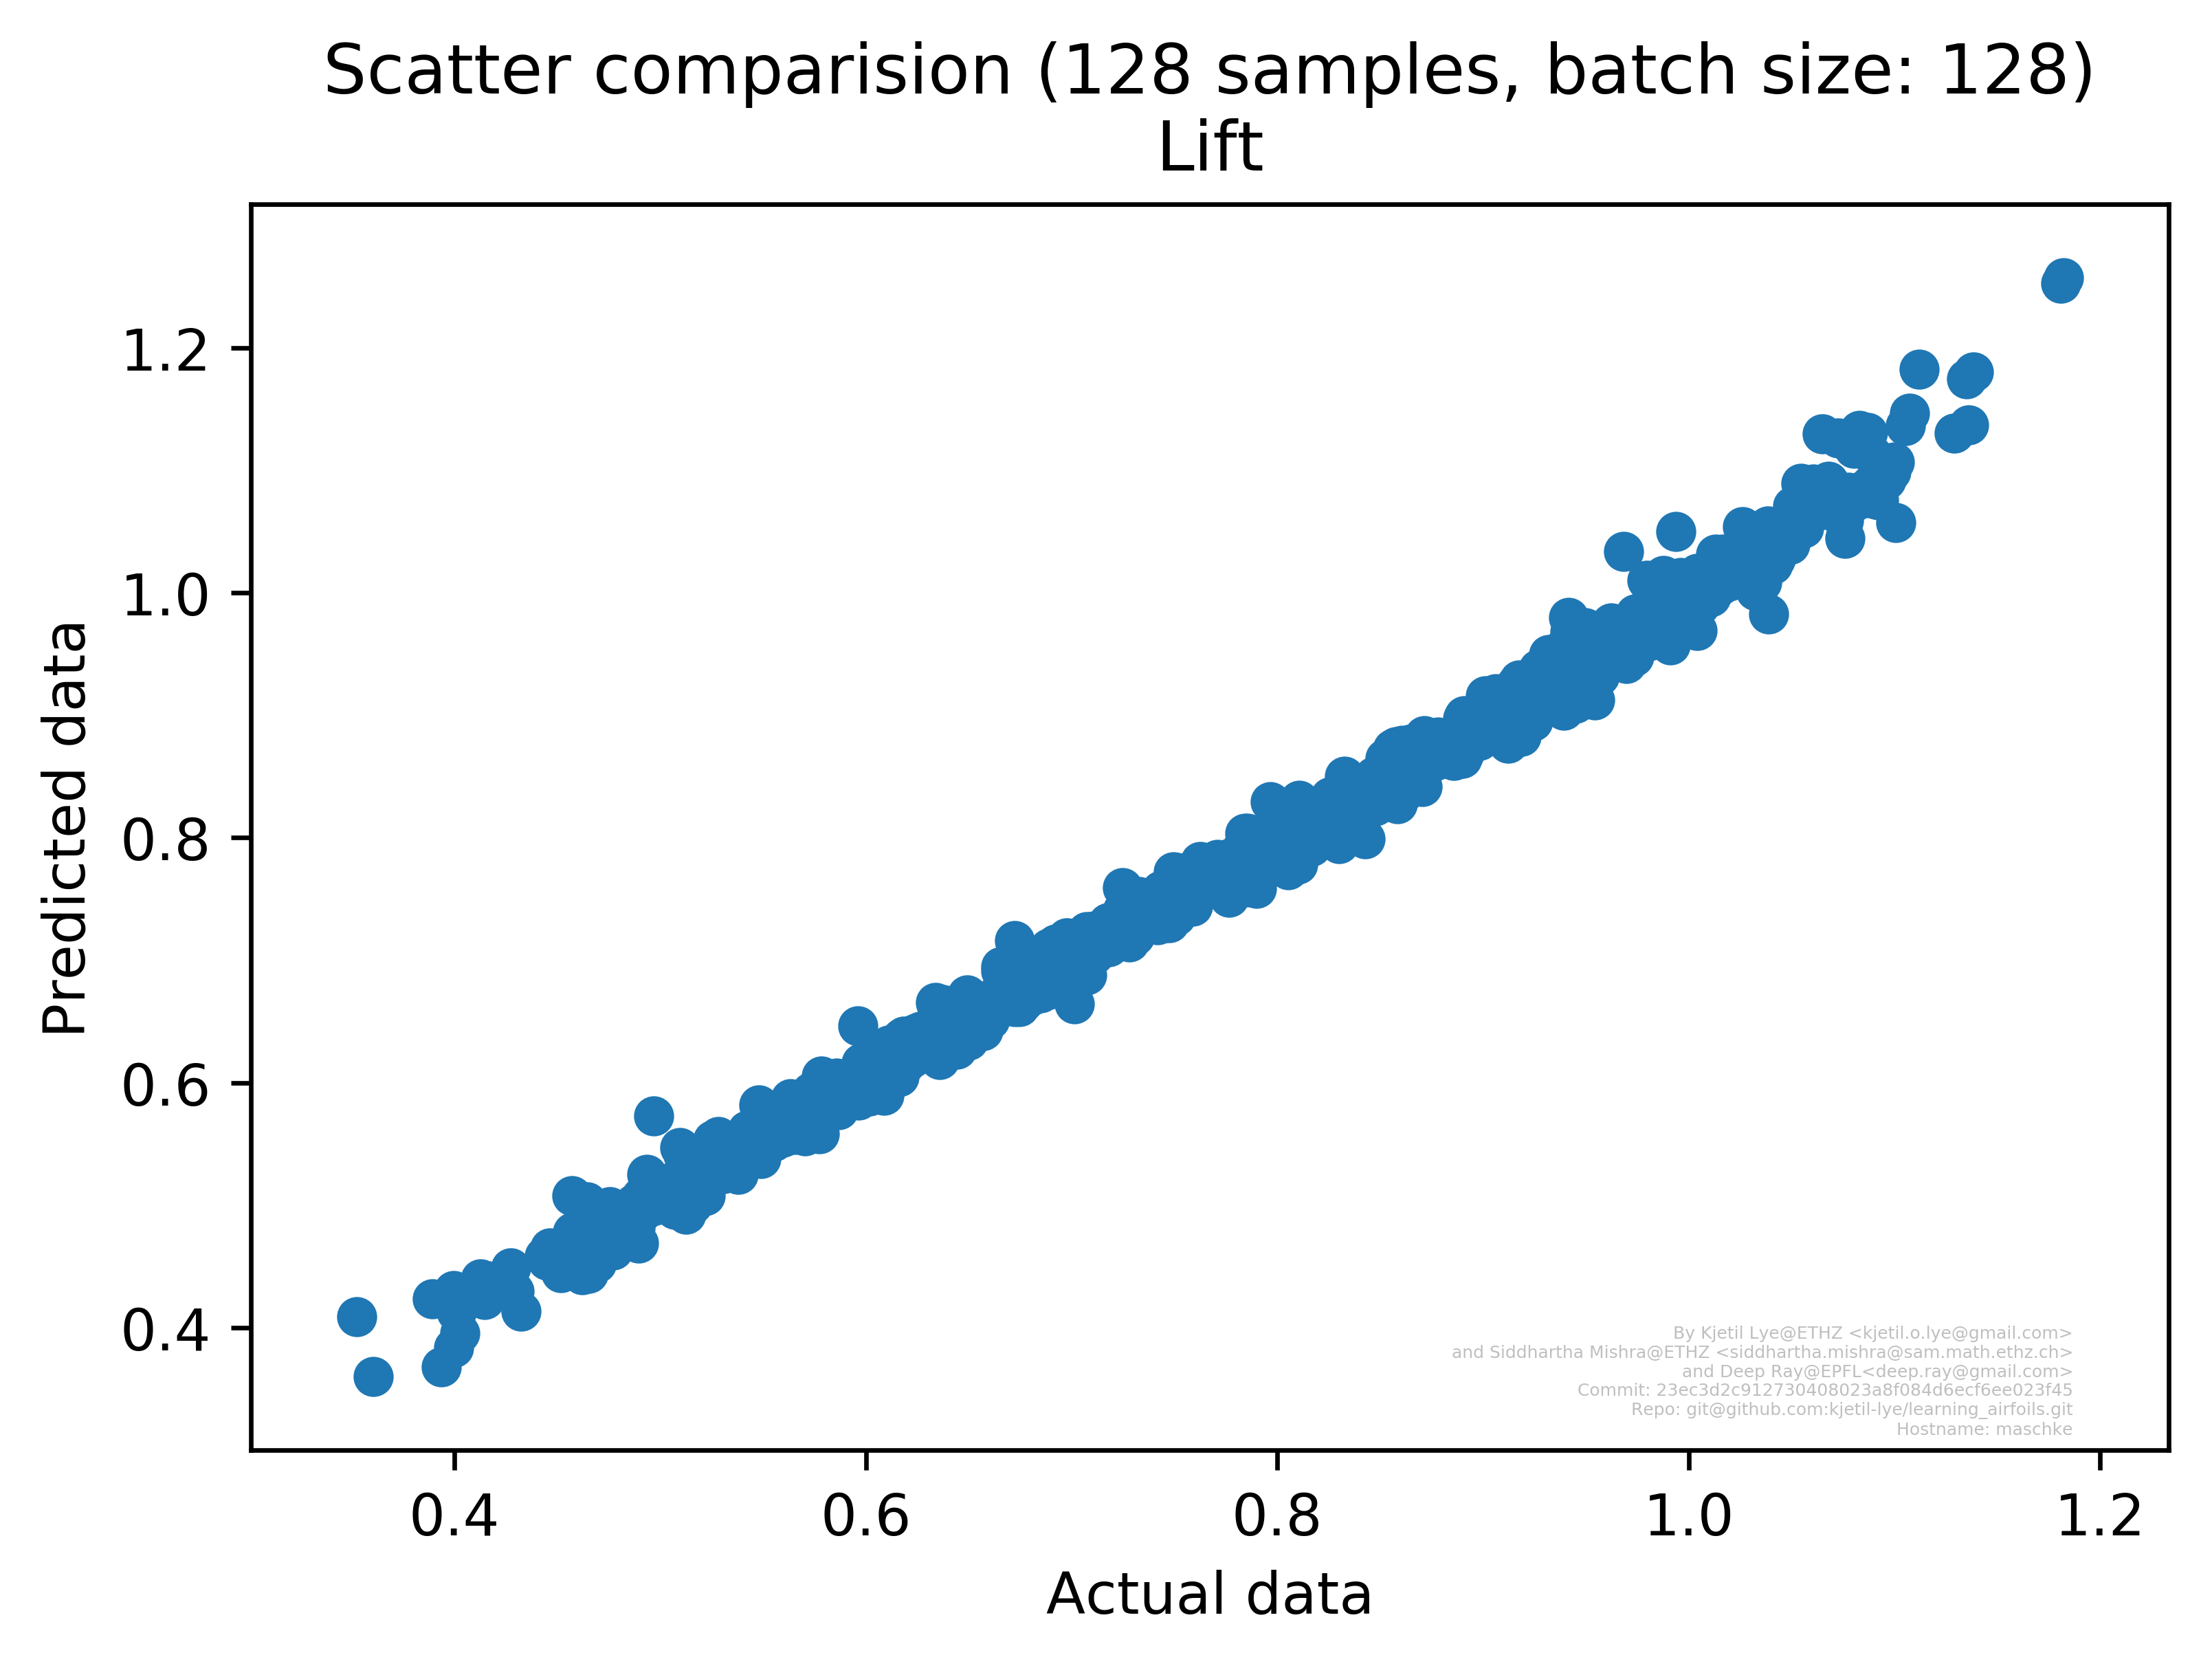 Scatter comparision (128 samples, batch size: 128)
Lift
Predicted data
1.2
1.0
0.8
0.6
0.4
By Kjetil Lye@ETHZ <kjetil.o.lye@gmail.com>
and Siddhartha Mishra@ETHZ <siddhartha.mishra@sam.math.ethz.ch>
and Deep Ray@EPFL<deep.ray@gmail.com>
Commit: 23ec3d2c912730408023a8f084d6ecf6ee023f45
Repo: git@github.com:kjetil-lye/learning_airfoils.git
Hostname: maschke
0.4 0.6 0.8 1.0 1.2
Actual data